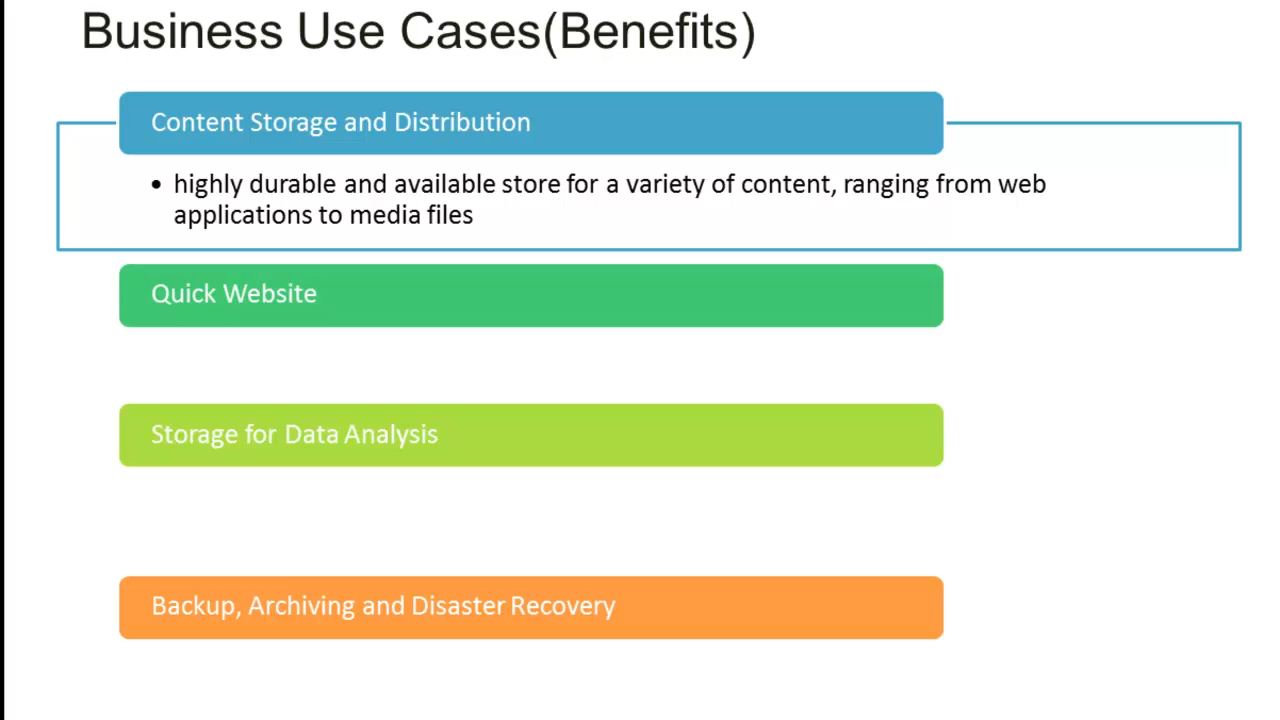 Business Use Cases(Benefits)
Content Storage and Distribution
• highly durable and available store for a variety of content, ranging from web
applications to media files
Quick Website
Storage for Data Analysis
Backup, Archiving and Disaster Recovery